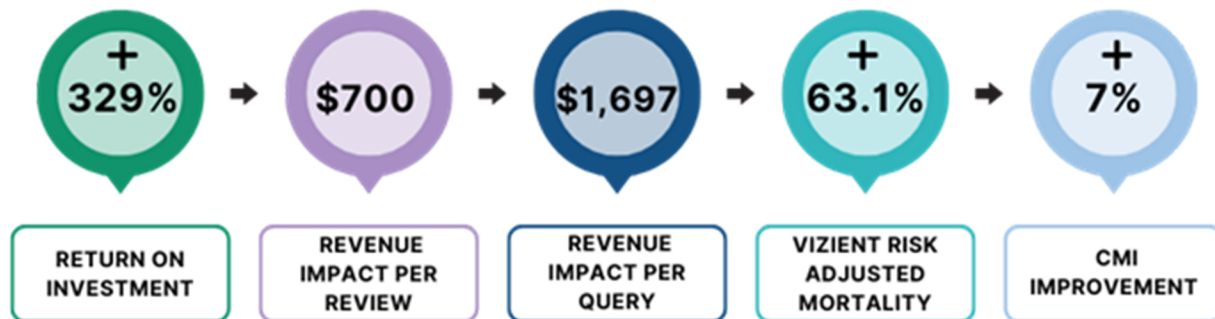 +
329%
$700
$1,697
+
63.1%
+
7%
RETURN ON
INVESTMENT
REVENUE
IMPACT PER
REVIEW
REVENUE
IMPACT PER
QUERY
VIZIENT RISK
ADJUSTED
MORTALITY
CMI
IMPROVEMENT